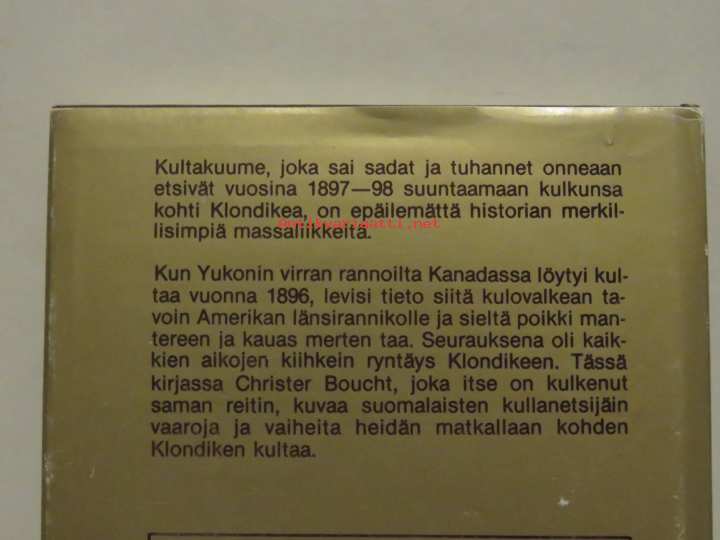 Kultakuume, joka sai sadat ja tuhannet onneaan
etsivät vuosina 1897—98 suuntaamaan kulkunsa
kohti Klondikea, on epäilemättä historian merkil-
lisimpiä massaliikkeitä.
Antikvariaatti.net
Kun Yukonin virran rannoilta Kanadassa löytyi kul-
taa vuonna 1896, levisi tieto siitä kulovalkean ta-
voin Amerikan länsirannikolle ja sieltä poikki man-
tereen ja kauas merten taa. Seurauksena oli kaik-
kien aikojen kiihkein ryntäys Klondikeen. Tässä
kirjassa Christer Boucht, joka itse on kulkenut
saman reitin, kuvaa suomalaisten kullanetsijäin
vaaroja ja vaiheita heidän matkallaan kohden
Klondiken kultaa.